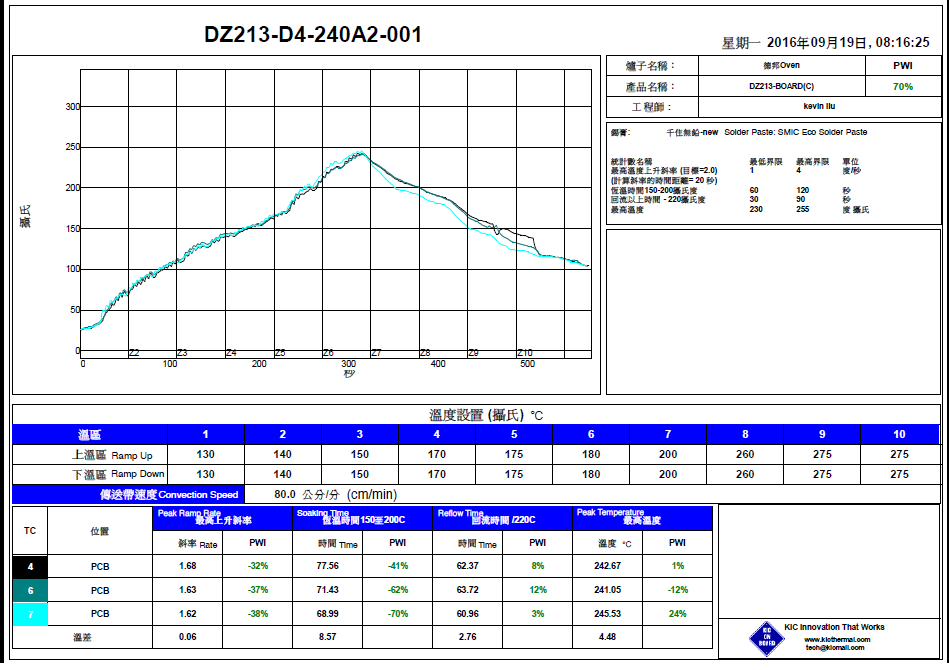 DZ213-D4-240A2-001
星期一 2016年09月19日, 08:16:25
爐子名稱： 德邦Oven PWI
產品名稱： DZ213-BOARD(C) 70%
工程師： kevin liu
錫膏: 千住無鉛-new Solder Paste: SMIC Eco Solder Paste
統計數名稱 最低界限 最高界限 單位
最高溫度上升斜率 (目標=2.0) 1 4 度/秒
(計算斜率的時間距離= 20 秒)
恆溫時間150-200攝氏度 60 120 秒
回流以上時間 - 220攝氏度 30 90 秒
最高溫度 230 255 度 攝氏
攝氏
300
250
200
150
100
50
0
Z2 Z3 Z4 Z5 Z6 Z7 Z8 Z9 Z10
0 100 200 300 400 500
秒
溫度設置 (攝氏) °C
溫區 1 2 3 4 5 6 7 8 9 10
上溫區 Ramp Up 130 140 150 170 175 180 200 260 275 275
下溫區 Ramp Down 130 140 150 170 175 180 200 260 275 275
傳送帶速度 Convection Speed 80.0 公分/分 (cm/min)
TC 位置 Peak Ramp Rate Soaking Time Reflow Time Peak Temperature
最高上升斜率 恆溫時間150至200C 回流時間 /220C 最高溫度
斜率 Rate PWI 時間 Time PWI 時間 Time PWI 溫度 °C PWI
4 PCB 1.68 -32% 77.56 -41% 62.37 8% 242.67 1%
6 PCB 1.63 -37% 71.43 -62% 63.72 12% 241.05 -12%
7 PCB 1.62 -38% 68.99 -70% 60.96 3% 245.53 24%
溫差 0.06 8.57 2.76 4.48
KIC ON BOARD
KIC Innovation That Works
www.kicthermal.com
tech@kicmail.com